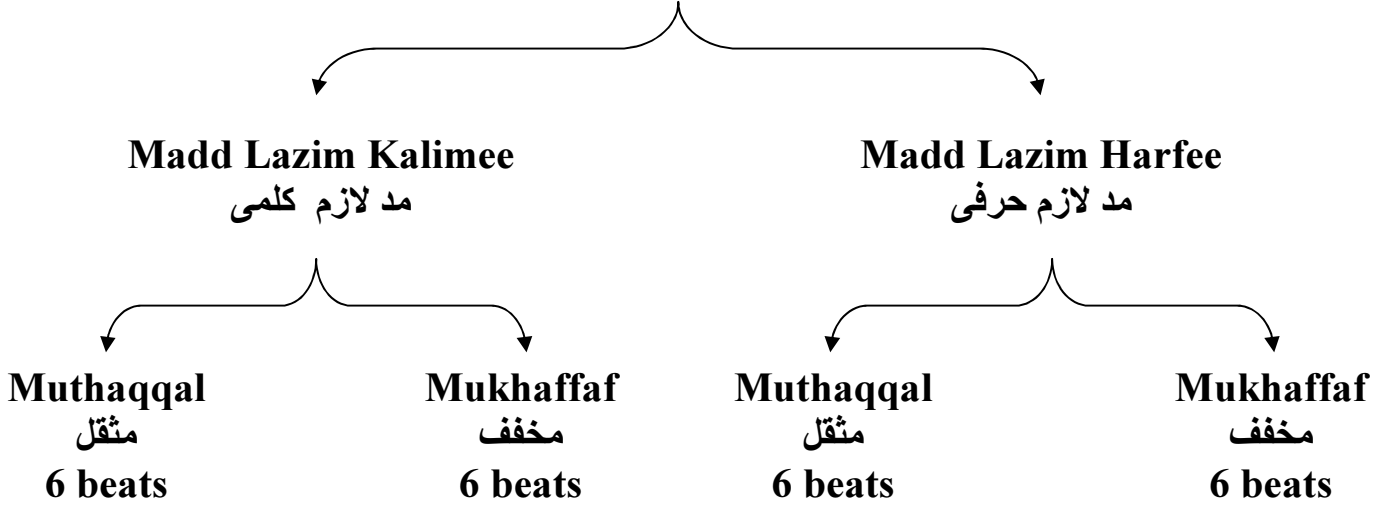 Madd Lazim Kalimee
مد لازم كلمى
Madd Lazim Harfee
مد لازم حرفى
Muthaqqal
مثقل
6 beats
Mukhaffaf
مخفف
6 beats
Muthaqqal
مثقل
6 beats
Mukhaffaf
مخفف
6 beats